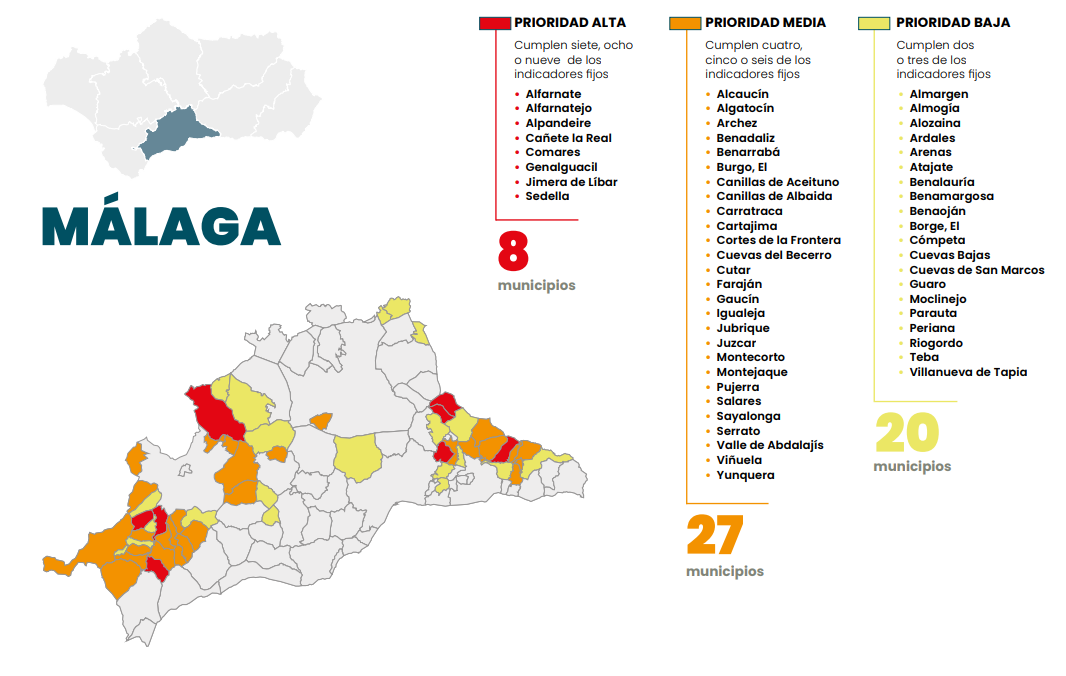 MÁLAGA
PRIORIDAD ALTA
Cumplen siete, ocho
o nueve de los
indicadores fijos
• Alfarnate
• Alfarnatejo
• Alpandeire
• Cañete la Real
• Comares
• Genalguacil
• Jimera de Líbar
• Sedella
8
municipios
PRIORIDAD MEDIA
Cumplen cuatro,
cinco o seis de los
indicadores fijos
• Alcaucín
• Algatocín
• Archez
• Benadaliz
• Benarrabá
• Burgo, El
• Canillas de Aceituno
• Canillas de Albaida
• Carratraca
• Cartajima
• Cortes de la Frontera
• Cuevas del Becerro
• Cutar
• Faraján
• Gaucín
• Igualeja
• Jubrique
• Juzcar
• Montecorto
• Montejaque
• Pujerra
• Salares
• Sayalonga
• Serrato
• Valle de Abdalajís
• Viñuela
• Yunquera
27
municipios
PRIORIDAD BAJA
Cumplen dos
o tres de los
indicadores fijos
• Almargen
• Almogía
• Alozaina
• Ardales
• Arenas
• Atajate
• Benalauría
• Benamargosa
• Benaoján
• Borge, El
• Cómpeta
• Cuevas Bajas
• Cuevas de San Marcos
• Guaro
• Moclinejo
• Parauta
• Periana
• Riogordo
• Teba
• Villanueva de Tapia
20
municipios